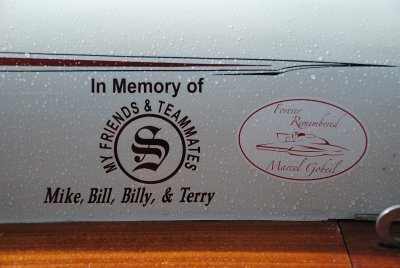 In Memory of
MY FRIENDS & TEAMMATES
S
Mike, Bill, Billy, & Terry
Forever
Remembered
Marcel Gobeil